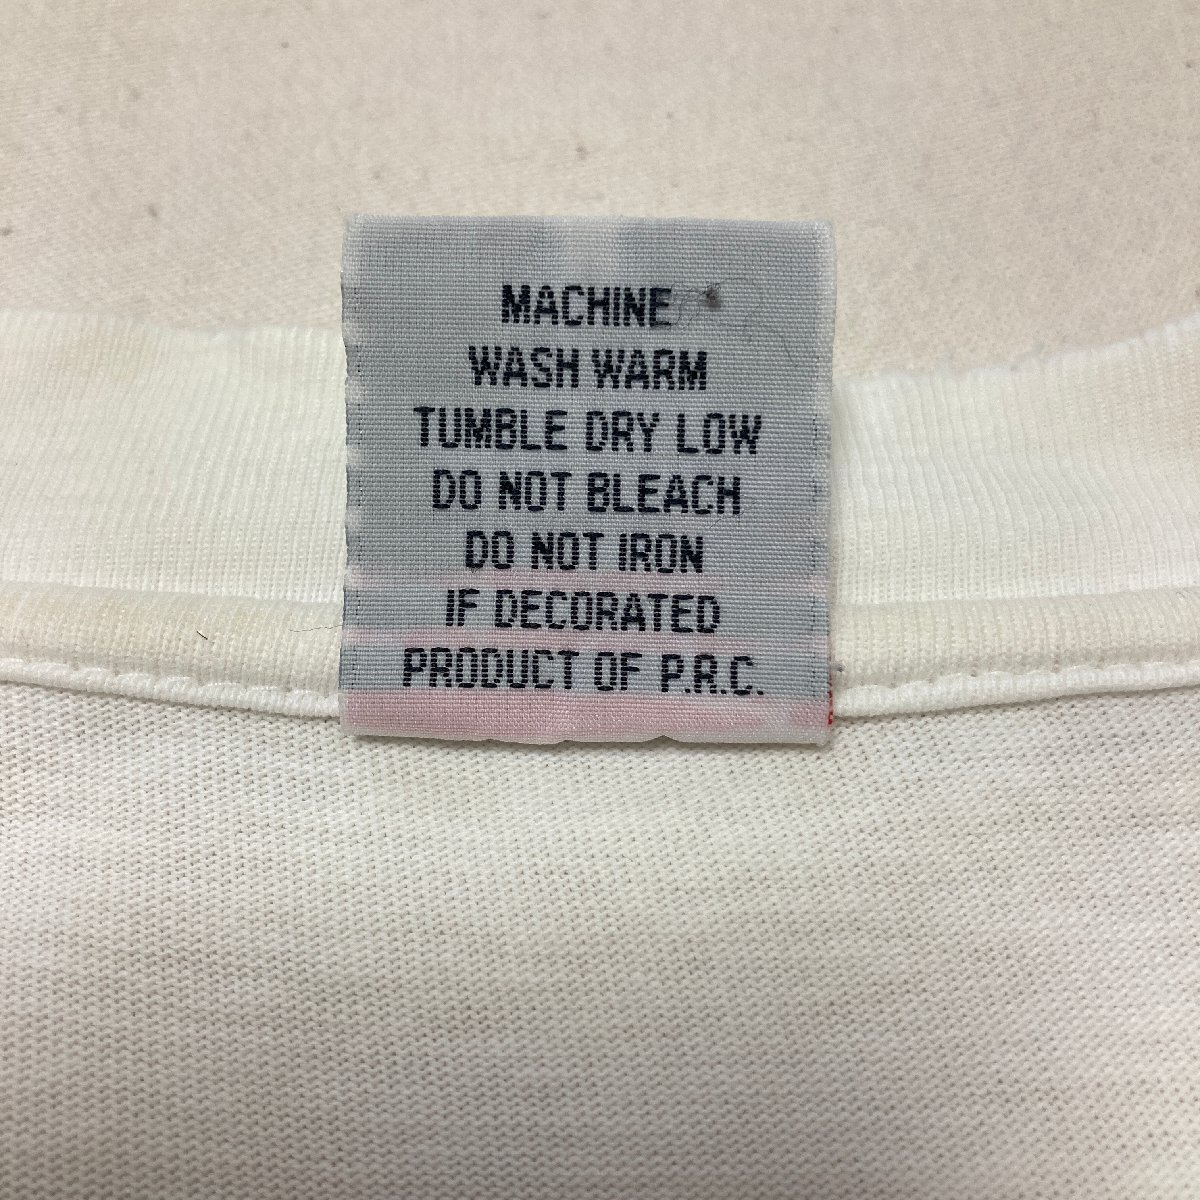 MACHINE
WASH WARM
TUMBLE DRY LOW
DO NOT BLEACH
DO NOT IRON
IF DECORATED
PRODUCT OF P.R.C.